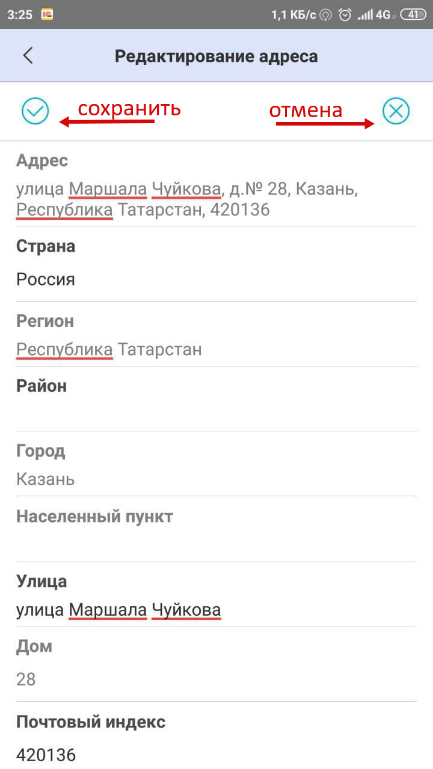 3:25 1,1 КБ/с 4G 41
Редактирование адреса
сохранить отмена
Адрес
улица Маршала Чуйкова, д.№ 28, Казань,
Республика Татарстан, 420136
Страна
Россия
Регион
Республика Татарстан
Район
Город
Казань
Населенный пункт
Улица
улица Маршала Чуйкова
Дом
28
Почтовый индекс
420136